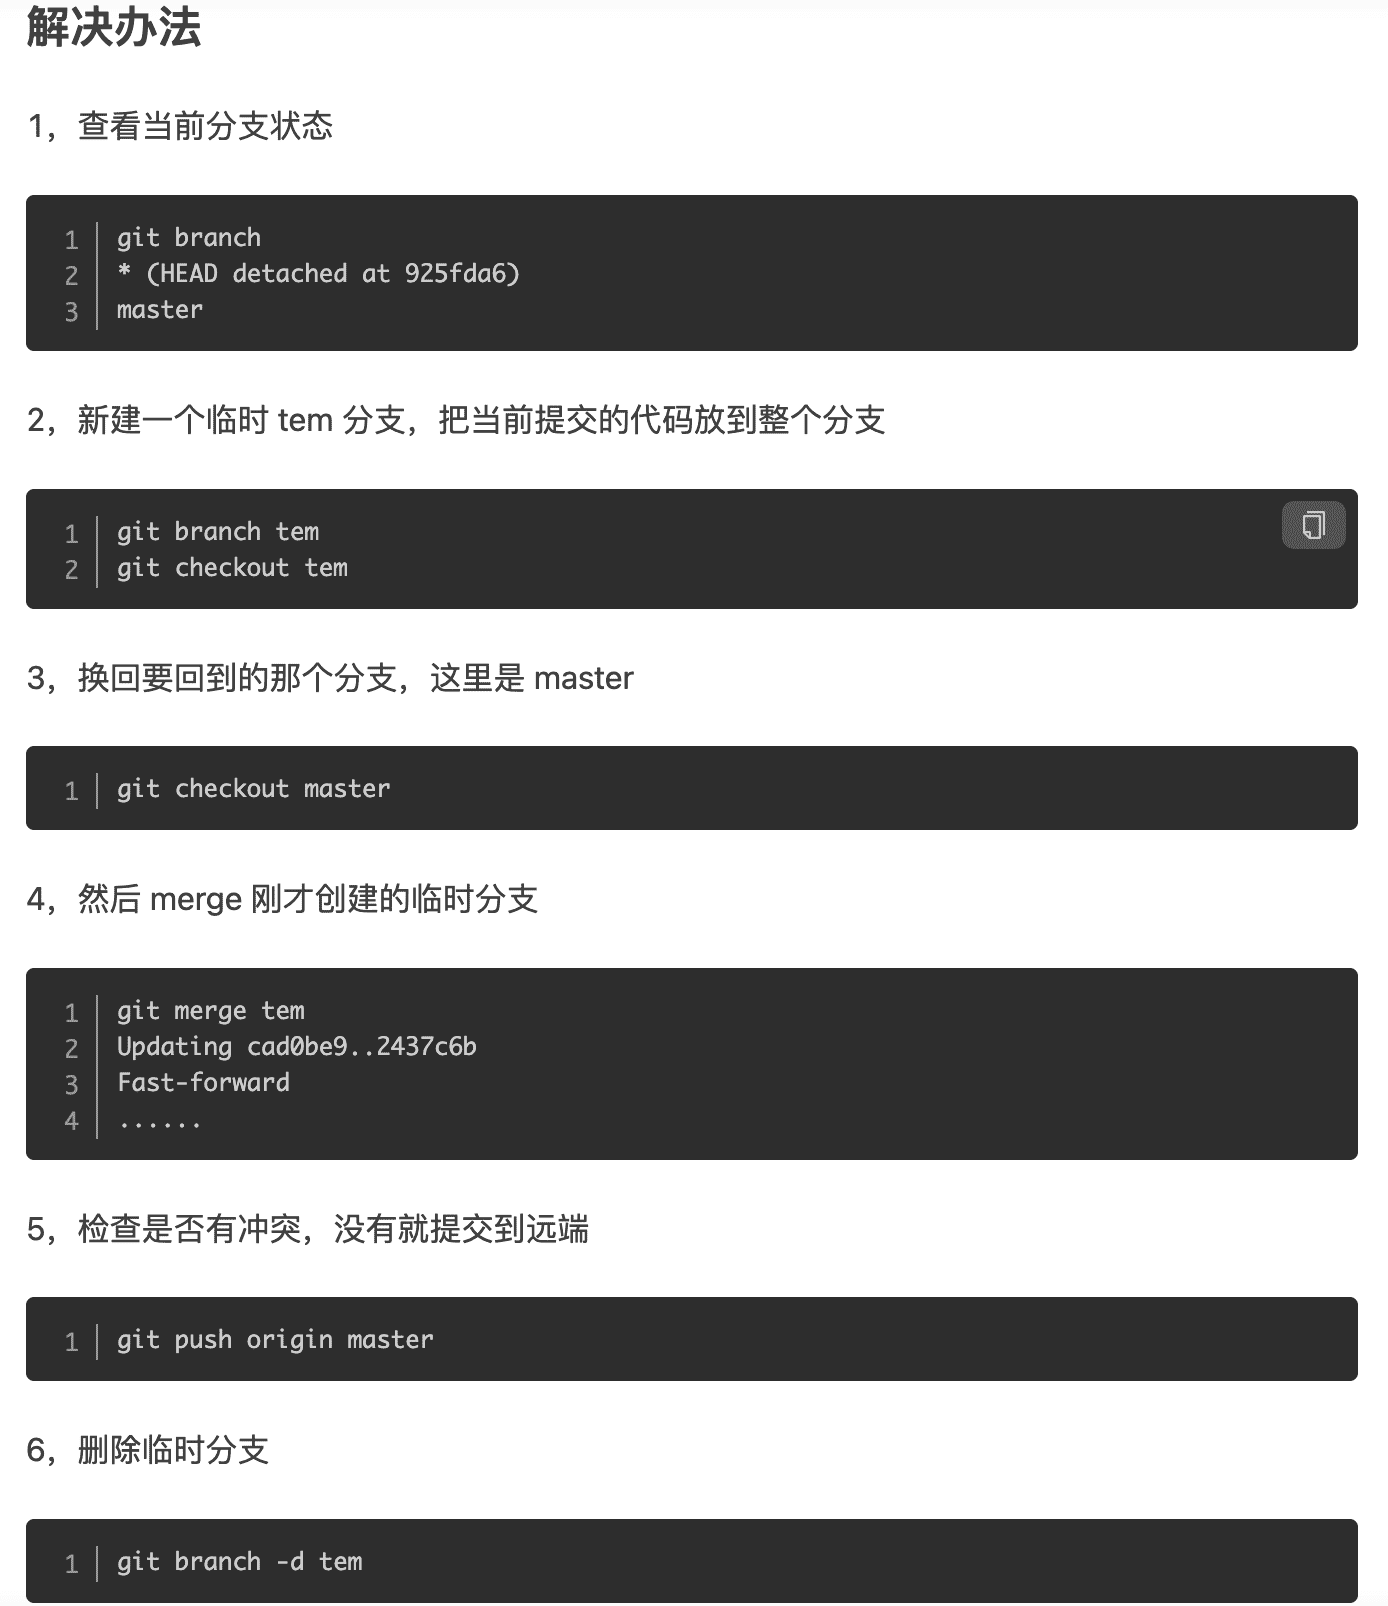 解决办法
1，查看当前分支状态
1 git branch
2 * (HEAD detached at 925fda6)
3 master
2，新建一个临时 tem 分支，把当前提交的代码放到整个分支
1 git branch tem
2 git checkout tem
3，换回要回到的那个分支，这里是 master
1 git checkout master
4，然后 merge 刚才创建的临时分支
1 git merge tem
2 Updating cad0be9..2437c6b
3 Fast-forward
4 ......
5，检查是否有冲突，没有就提交到远端
1 git push origin master
6，删除临时分支
1 git branch -d tem